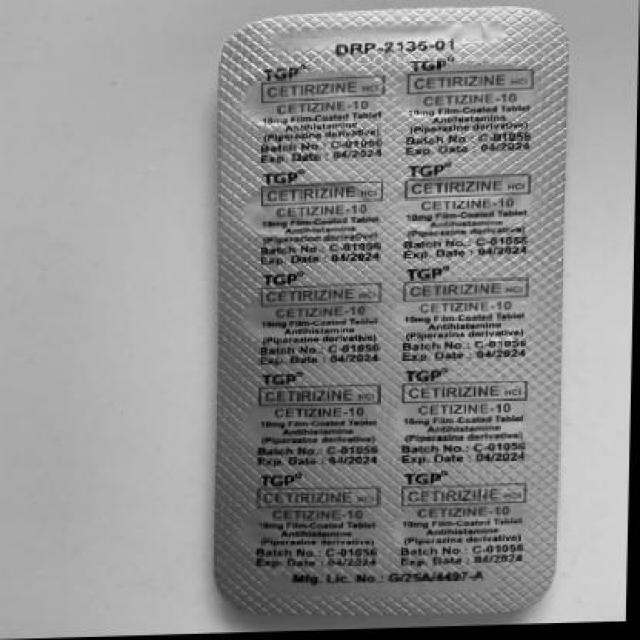 DRP-2135-01
TGP®
CETIRIZINE HCl
CETIZINE-10
10mg Film-Coated Tablet
Antihistamine
(Piperazine derivative)
Batch No.: C-01056
Exp. Date : 04/2024
TGP®
CETIRIZINE HCl
CETIZINE-10
10mg Film-Coated Tablet
Antihistamine
(Piperazine derivative)
Batch No.: C-01056
Exp. Date : 04/2024
TGP®
CETIRIZINE HCl
CETIZINE-10
10mg Film-Coated Tablet
Antihistamine
(Piperazine derivative)
Batch No.: C-01056
Exp. Date : 04/2024
TGP®
CETIRIZINE HCl
CETIZINE-10
10mg Film-Coated Tablet
Antihistamine
(Piperazine derivative)
Batch No.: C-01056
Exp. Date : 04/2024
TGP®
CETIRIZINE HCl
CETIZINE-10
10mg Film-Coated Tablet
Antihistamine
(Piperazine derivative)
Batch No.: C-01056
Exp. Date : 04/2024
TGP®
CETIRIZINE HCl
CETIZINE-10
10mg Film-Coated Tablet
Antihistamine
(Piperazine derivative)
Batch No.: C-01056
Exp. Date : 04/2024
TGP®
CETIRIZINE HCl
CETIZINE-10
10mg Film-Coated Tablet
Antihistamine
(Piperazine derivative)
Batch No.: C-01056
Exp. Date : 04/2024
TGP®
CETIRIZINE HCl
CETIZINE-10
10mg Film-Coated Tablet
Antihistamine
(Piperazine derivative)
Batch No.: C-01056
Exp. Date : 04/2024
TGP®
CETIRIZINE HCl
CETIZINE-10
10mg Film-Coated Tablet
Antihistamine
(Piperazine derivative)
Batch No.: C-01056
Exp. Date : 04/2024
TGP®
CETIRIZINE HCl
CETIZINE-10
10mg Film-Coated Tablet
Antihistamine
(Piperazine derivative)
Batch No.: C-01056
Exp. Date : 04/2024
Mfg. Lic. No.: G/25A/4497-A